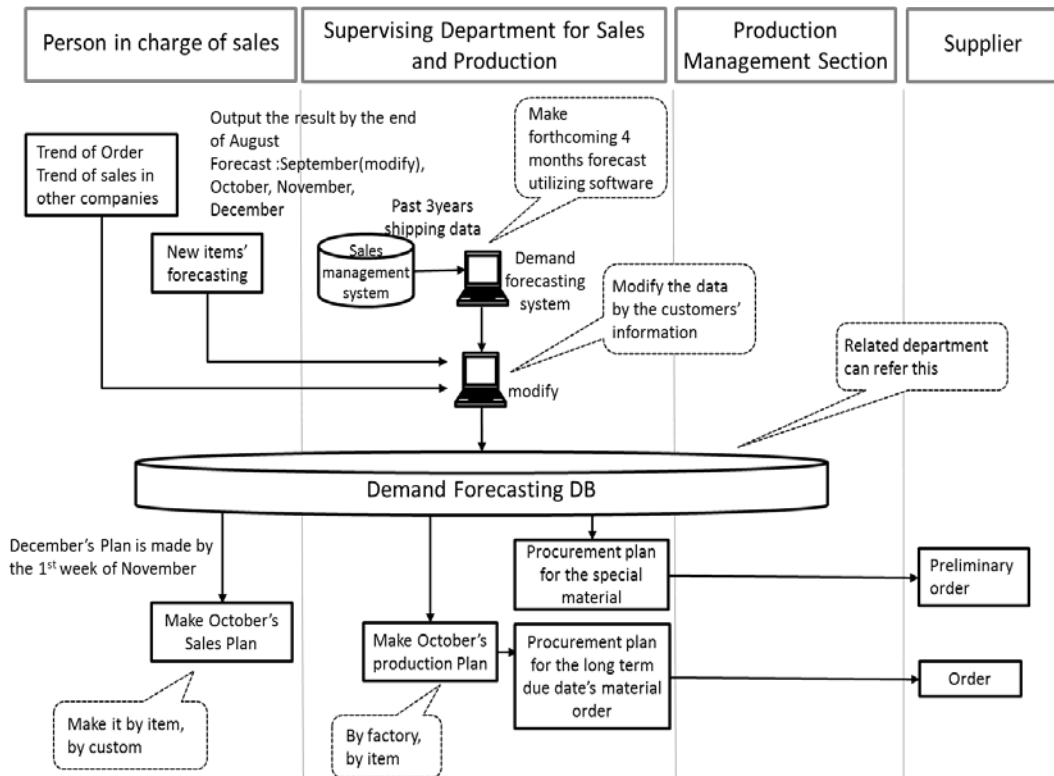 Person in charge of sales
Supervising Department for Sales
and Production
Production
Management Section
Supplier
Output the result by the end
of August
Forecast :September(modify),
October, November,
December
Make
forthcoming 4
months forecast
utilizing software
Trend of Order
Trend of sales in
other companies
Past 3years
shipping data
New items'
forecasting
Sales
management
system
Demand
forecasting
system
Modify the data
by the customers'
information
modify
Related department
can refer this
Demand Forecasting DB
December's Plan is made by
the 1st week of November
Procurement plan
for the special
material
Preliminary
order
Make October's
Sales Plan
Make October's
production Plan
Procurement plan
for the long term
due date's material
order
Order
Make it by item,
by custom
By factory,
by item